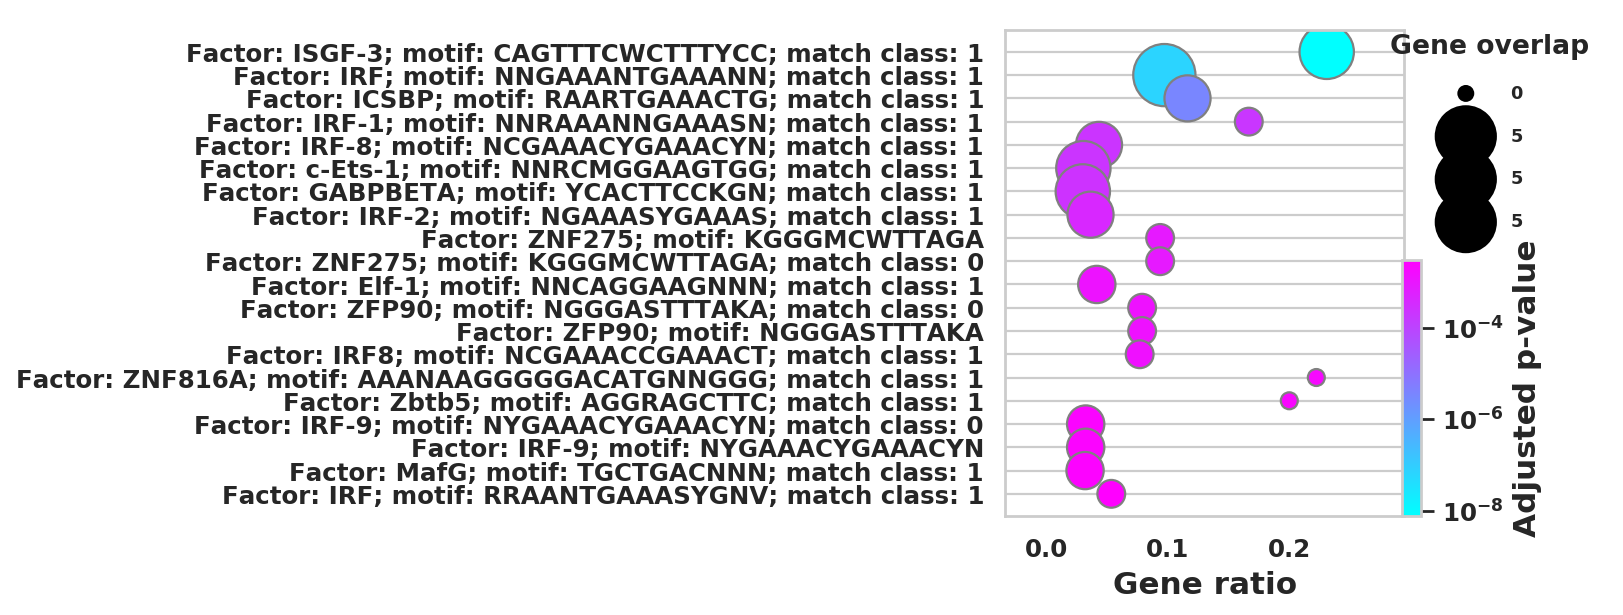 Factor: ISGF-3; motif: CAGTTTCWCTTTYCC; match class: 1
Factor: IRF; motif: NNGAAANTGAAANN; match class: 1
Factor: ICSBP; motif: RAARTGAAACTG; match class: 1
Factor: IRF-1; motif: NNRAAANNGAAASN; match class: 1
Factor: IRF-8; motif: NCGAAACYGAAACYN; match class: 1
Factor: c-Ets-1; motif: NNRCMGGAAGTGG; match class: 1
Factor: GABPBETA; motif: YCACTTCCKGN; match class: 1
Factor: IRF-2; motif: NGAAASYGAAAS; match class: 1
Factor: ZNF275; motif: KGGGMCWTTAGA
Factor: ZNF275; motif: KGGGMCWTTAGA; match class: 0
Factor: Elf-1; motif: NNCAGGAAGNNN; match class: 1
Factor: ZFP90; motif: NGGGASTTTAKA; match class: 0
Factor: ZFP90; motif: NGGGASTTTAKA
Factor: IRF8; motif: NCGAAACCGAAACT; match class: 1
Factor: ZNF816A; motif: AAANAAGGGGGACATGNNGGG; match class: 1
Factor: Zbtb5; motif: AGGRAGCTTC; match class: 1
Factor: IRF-9; motif: NYGAAACYGAAACYN; match class: 0
Factor: IRF-9; motif: NYGAAACYGAAACYN
Factor: MafG; motif: TGCTGACNNN; match class: 1
Factor: IRF; motif: RRAANTGAAASYGNV; match class: 1
0.0 0.1 0.2
Gene ratio
Gene overlap
0
5
5
5
10⁻⁴
10⁻⁶
10⁻⁸
Adjusted p-value